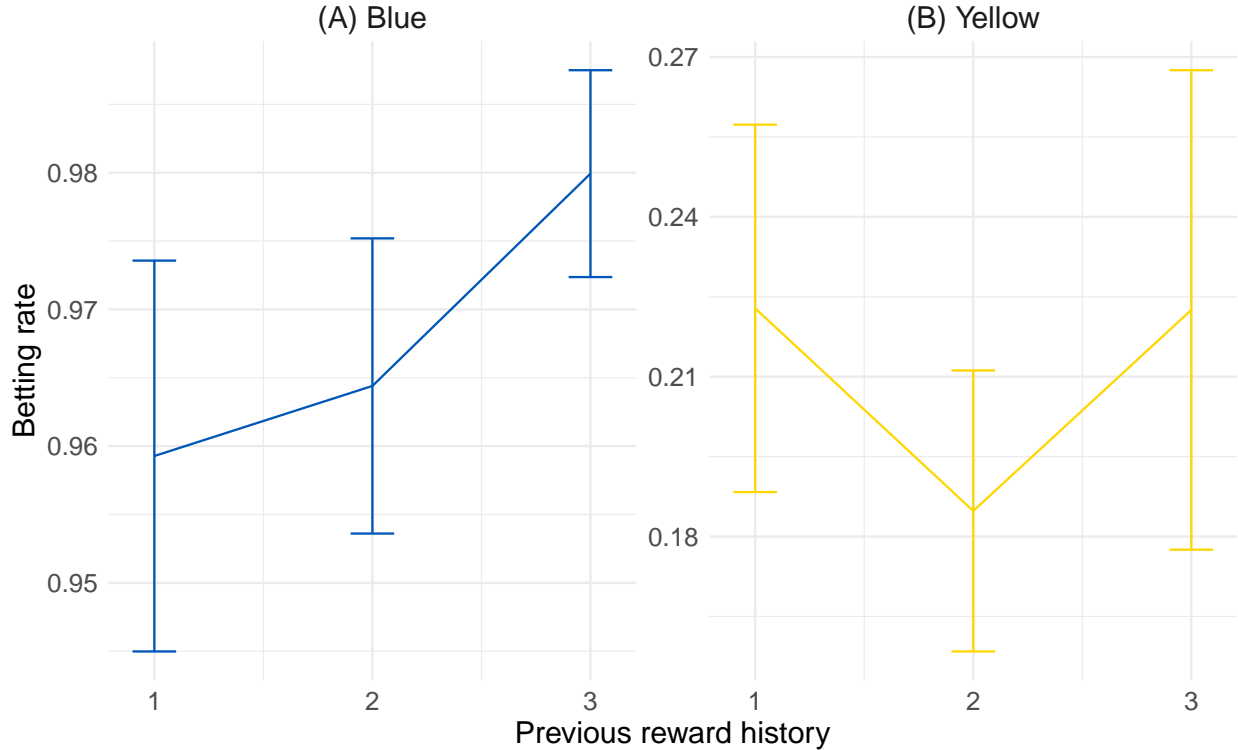 (A) Blue
(B) Yellow
Betting rate
0.98
0.97
0.96
0.95
1 2 3
0.27
0.24
0.21
0.18
1 2 3
Previous reward history